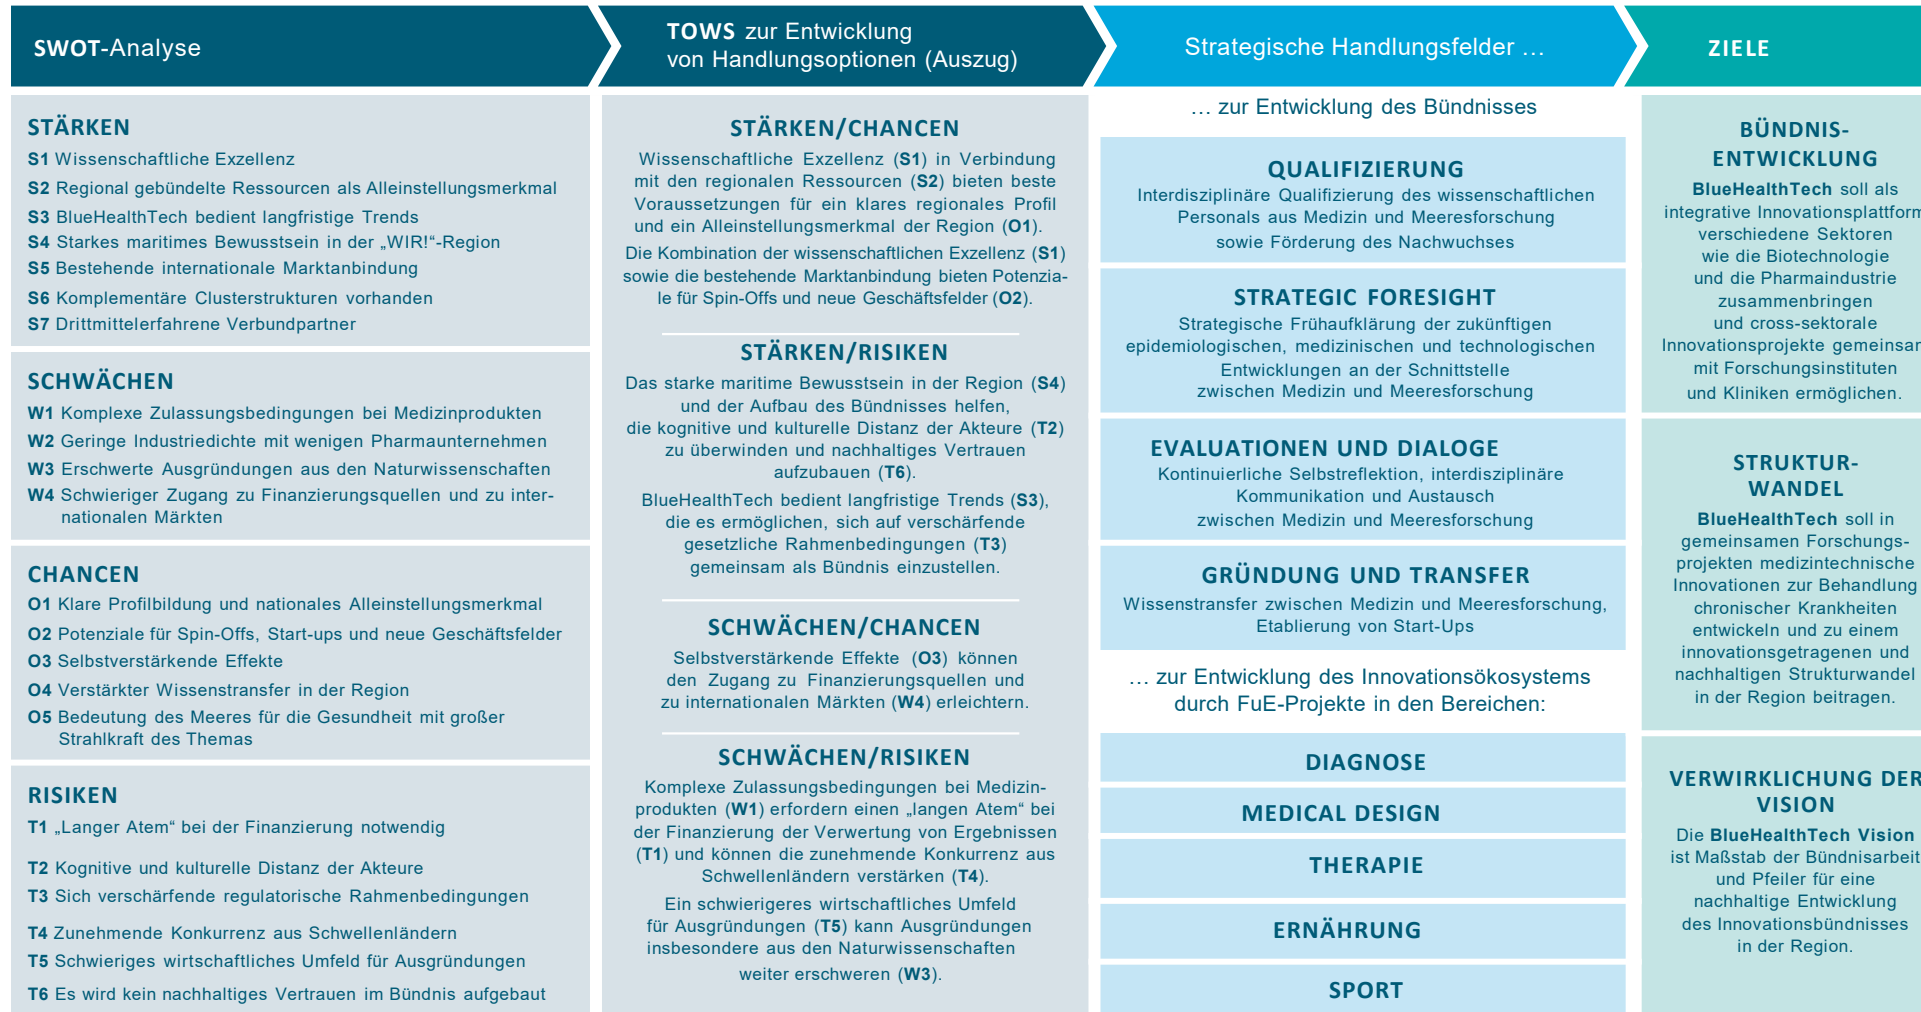 SWOT-Analyse
STÄRKEN
S1 Wissenschaftliche Exzellenz
S2 Regional gebündelte Ressourcen als Alleinstellungsmerkmal
S3 BlueHealthTech bedient langfristige Trends
S4 Starkes maritimes Bewusstsein in der „WIR!“-Region
S5 Bestehende internationale Marktanbindung
S6 Komplementäre Clusterstrukturen vorhanden
S7 Drittmittelerfahrene Verbundpartner
SCHWÄCHEN
W1 Komplexe Zulassungsbedingungen bei Medizinprodukten
W2 Geringe Industriedichte mit wenigen Pharmaunternehmen
W3 Erschwerte Ausgründungen aus den Naturwissenschaften
W4 Schwieriger Zugang zu Finanzierungsquellen und zu inter-
nationalen Märkten
CHANCEN
O1 Klare Profilbildung und nationales Alleinstellungsmerkmal
O2 Potenziale für Spin-Offs, Start-ups und neue Geschäftsfelder
O3 Selbstverstärkende Effekte
O4 Verstärkter Wissenstransfer in der Region
O5 Bedeutung des Meeres für die Gesundheit mit großer
Strahlkraft des Themas
RISIKEN
T1 „Langer Atem“ bei der Finanzierung notwendig
T2 Kognitive und kulturelle Distanz der Akteure
T3 Sich verschärfende regulatorische Rahmenbedingungen
T4 Zunehmende Konkurrenz aus Schwellenländern
T5 Schwieriges wirtschaftliches Umfeld für Ausgründungen
T6 Es wird kein nachhaltiges Vertrauen im Bündnis aufgebaut
TOWS zur Entwicklung
von Handlungsoptionen (Auszug)
STÄRKEN/CHANCEN
Wissenschaftliche Exzellenz (S1) in Verbindung
mit den regionalen Ressourcen (S2) bieten beste
Voraussetzungen für ein klares regionales Profil
und ein Alleinstellungsmerkmal der Region (O1).
Die Kombination der wissenschaftlichen Exzellenz (S1)
sowie die bestehende Marktanbindung bieten Potenzia-
le für Spin-Offs und neue Geschäftsfelder (O2).
STÄRKEN/RISIKEN
Das starke maritime Bewusstsein in der Region (S4)
und der Aufbau des Bündnisses helfen,
die kognitive und kulturelle Distanz der Akteure (T2)
zu überwinden und nachhaltiges Vertrauen
aufzubauen (T6).
BlueHealthTech bedient langfristige Trends (S3),
die es ermöglichen, sich auf verschärfende
gesetzliche Rahmenbedingungen (T3)
gemeinsam als Bündnis einzustellen.
SCHWÄCHEN/CHANCEN
Selbstverstärkende Effekte (O3) können
den Zugang zu Finanzierungsquellen und
zu internationalen Märkten (W4) erleichtern.
SCHWÄCHEN/RISIKEN
Komplexe Zulassungsbedingungen bei Medizin-
produkten (W1) erfordern einen „langen Atem“ bei
der Finanzierung der Verwertung von Ergebnissen
(T1) und können die zunehmende Konkurrenz aus
Schwellenländern verstärken (T4).
Ein schwierigeres wirtschaftliches Umfeld
für Ausgründungen (T5) kann Ausgründungen
insbesondere aus den Naturwissenschaften
weiter erschweren (W3).
Strategische Handlungsfelder …
… zur Entwicklung des Bündnisses
QUALIFIZIERUNG
Interdisziplinäre Qualifizierung des wissenschaftlichen
Personals aus Medizin und Meeresforschung
sowie Förderung des Nachwuchses
STRATEGIC FORESIGHT
Strategische Frühaufklärung der zukünftigen
epidemiologischen, medizinischen und technologischen
Entwicklungen an der Schnittstelle
zwischen Medizin und Meeresforschung
EVALUATIONEN UND DIALOGE
Kontinuierliche Selbstreflektion, interdisziplinäre
Kommunikation und Austausch
zwischen Medizin und Meeresforschung
GRÜNDUNG UND TRANSFER
Wissenstransfer zwischen Medizin und Meeresforschung,
Etablierung von Start-Ups
… zur Entwicklung des Innovationsökosystems
durch FuE-Projekte in den Bereichen:
DIAGNOSE
MEDICAL DESIGN
THERAPIE
ERNÄHRUNG
SPORT
ZIELE
BÜNDNIS-
ENTWICKLUNG
BlueHealthTech soll als
integrative Innovationsplattform
verschiedene Sektoren
wie die Biotechnologie
und die Pharmaindustrie
zusammenbringen
und cross-sektorale
Innovationsprojekte gemeinsam
mit Forschungsinstituten
und Kliniken ermöglichen.
STRUKTUR-
WANDEL
BlueHealthTech soll in
gemeinsamen Forschungs-
projekten medizintechnische
Innovationen zur Behandlung
chronischer Krankheiten
entwickeln und zu einem
innovationsgetragenen und
nachhaltigen Strukturwandel
in der Region beitragen.
VERWIRKLICHUNG DER
VISION
Die BlueHealthTech Vision
ist Maßstab der Bündnisarbeit
und Pfeiler für eine
nachhaltige Entwicklung
des Innovationsbündnisses
in der Region.